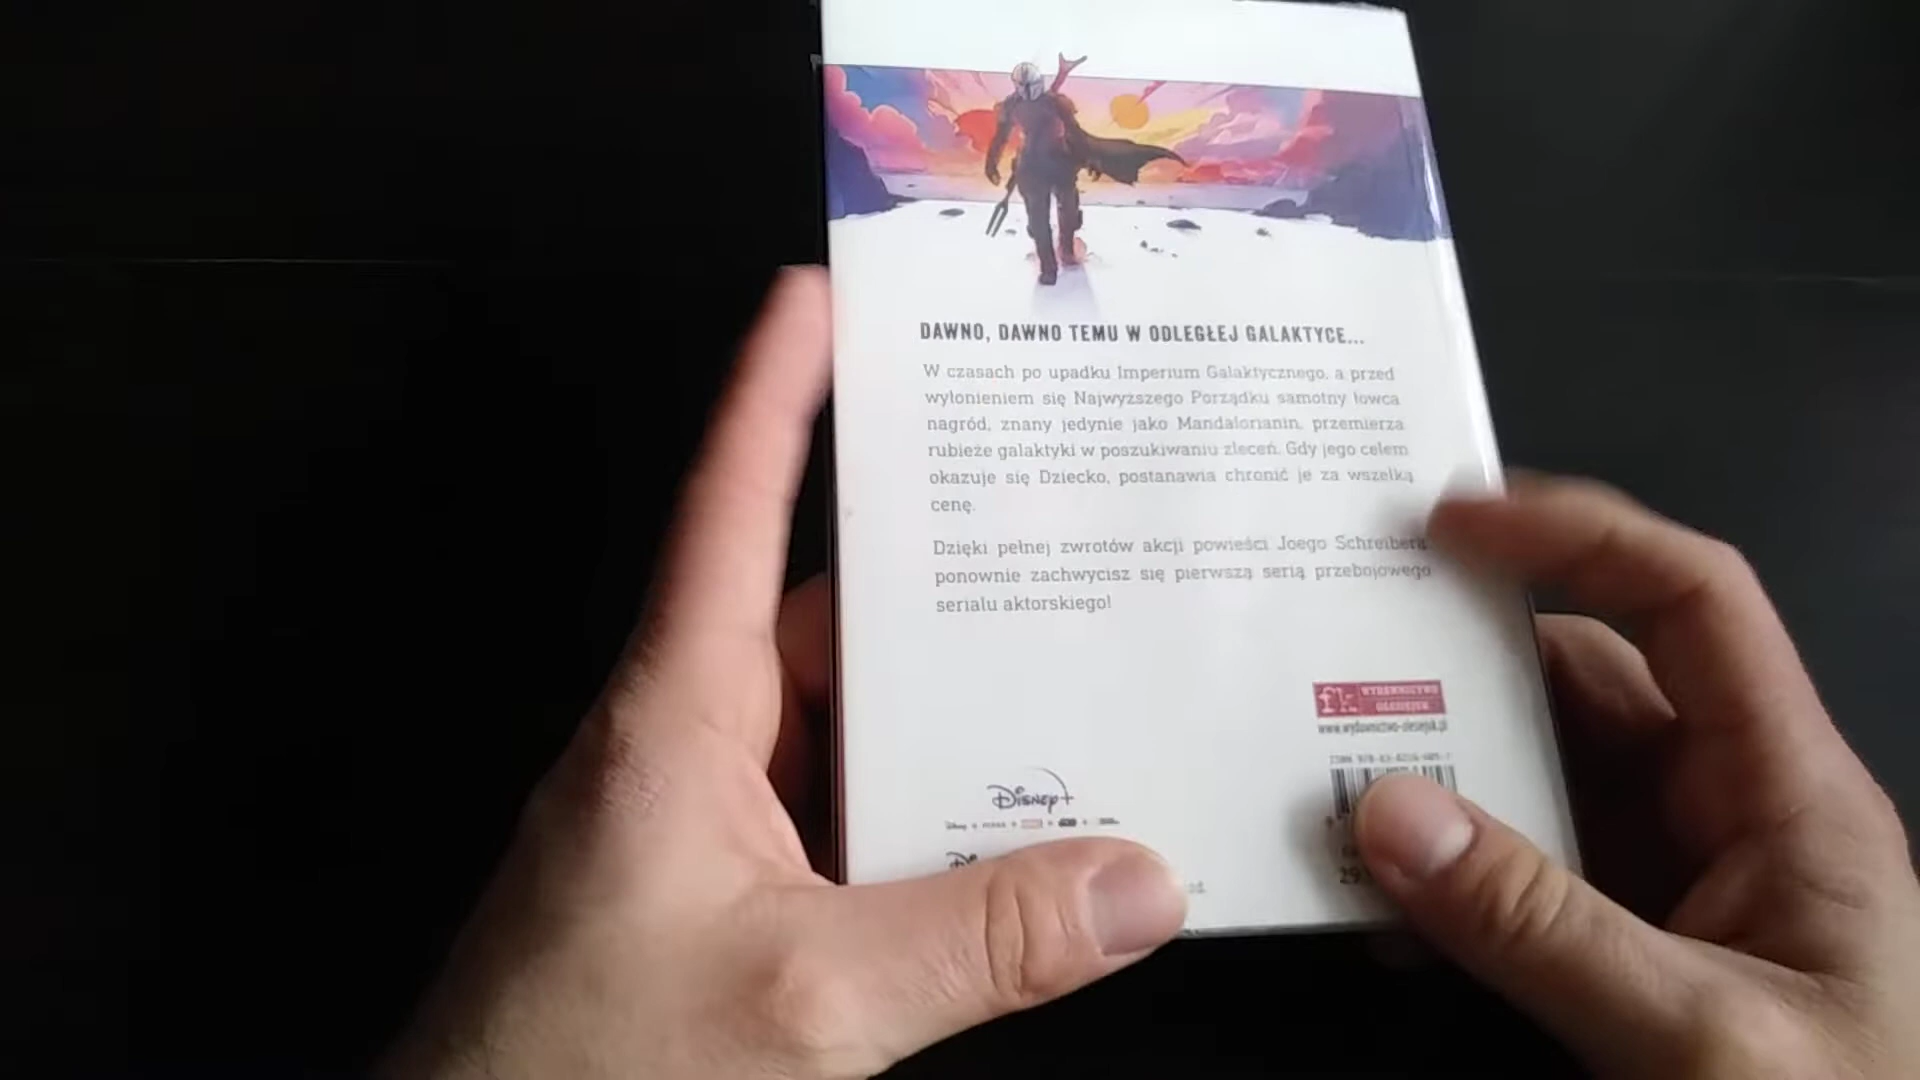 DAWNO, DAWNO TEMU W ODLEGŁEJ GALAKTYCE...
W czasach po upadku Imperium Galaktycznego, a przed
wyłonieniem się Najwyższego Porządku samotny łowca
nagród, znany jedynie jako Mandalorianin, przemierza
rubieże galaktyki w poszukiwaniu zleceń. Gdy jego celem
okazuje się Dziecko, postanawia chronić je za wszelką
cenę.
Dzięki pełnej zwrotów akcji powieści Joego Schreibera
ponownie zachwycisz się pierwszą serią przebojowego
serialu aktorskiego!
WYDAWNICTWO
OLESIEJUK
www.wydawnictwo-olesiejuk.pl
Disney+